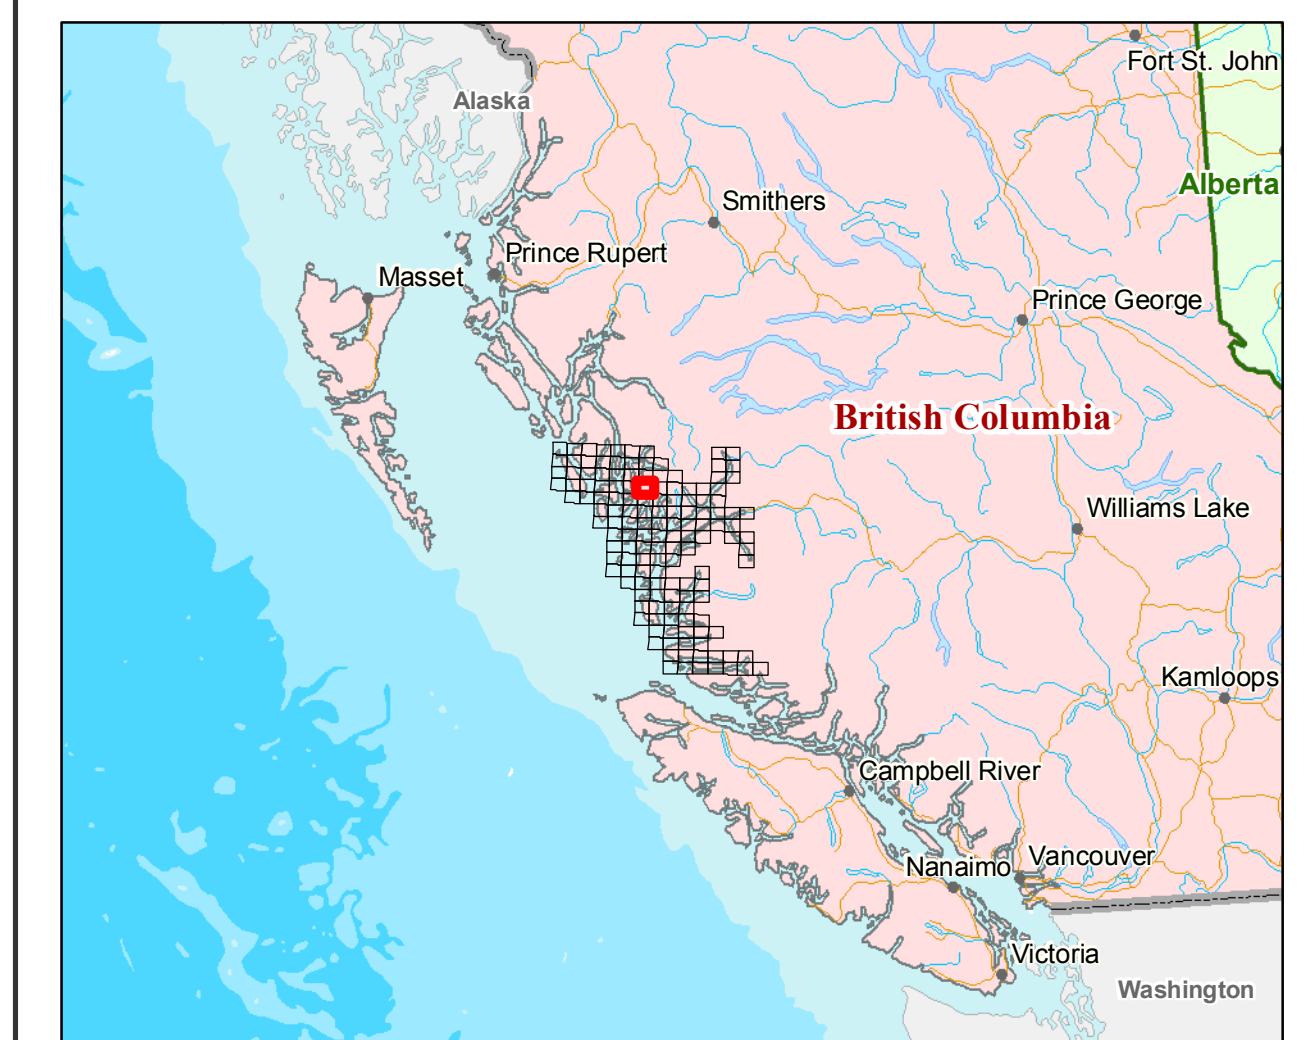 Fort St. John
Alaska
Alberta
Smithers
Prince Rupert
Masset
Prince George
British Columbia
Williams Lake
Kamloops
Campbell River
Vancouver
Nanaimo
Victoria
Washington